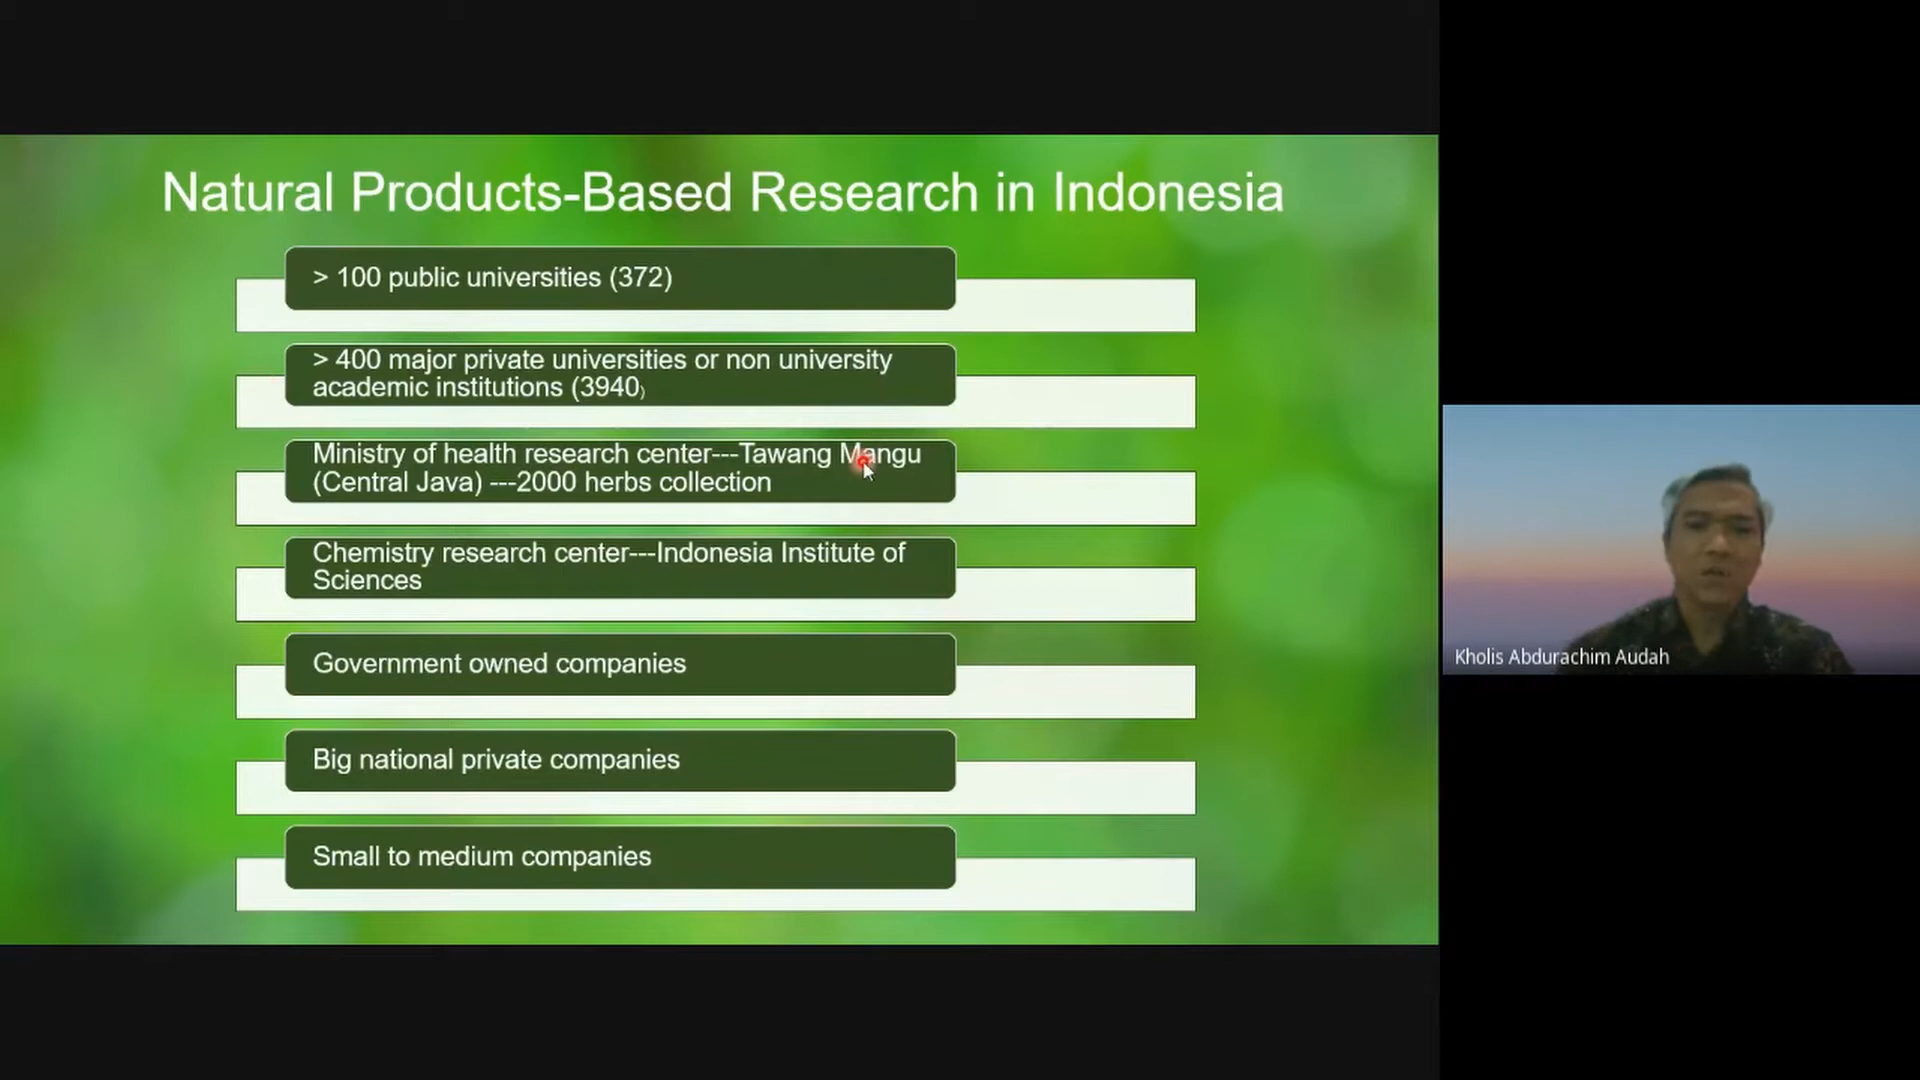 Natural Products-Based Research in Indonesia
> 100 public universities (372)
> 400 major private universities or non university
academic institutions (3940)
Ministry of health research center---Tawang Mangu
(Central Java) ---2000 herbs collection
Chemistry research center---Indonesia Institute of
Sciences
Government owned companies
Big national private companies
Small to medium companies
Kholis Abdurachim Audah